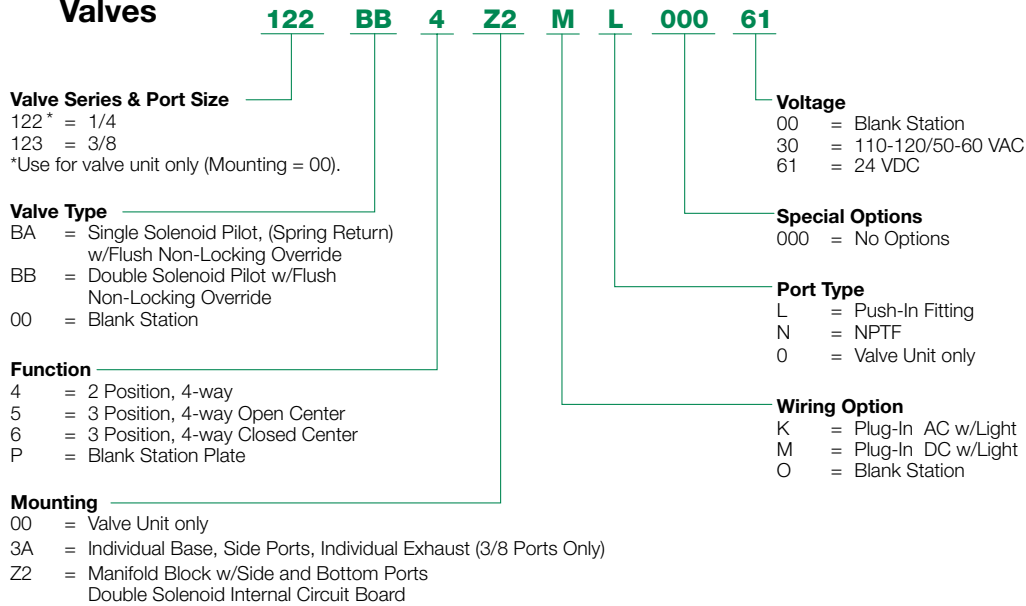 Valves
122 BB 4 Z2 M L 000 61
Valve Series & Port Size
122* = 1/4
123 = 3/8
*Use for valve unit only (Mounting = 00).
Valve Type
BA = Single Solenoid Pilot, (Spring Return)
w/Flush Non-Locking Override
BB = Double Solenoid Pilot w/Flush
Non-Locking Override
00 = Blank Station
Function
4 = 2 Position, 4-way
5 = 3 Position, 4-way Open Center
6 = 3 Position, 4-way Closed Center
P = Blank Station Plate
Mounting
00 = Valve Unit only
3A = Individual Base, Side Ports, Individual Exhaust (3/8 Ports Only)
Z2 = Manifold Block w/Side and Bottom Ports
Double Solenoid Internal Circuit Board
Voltage
00 = Blank Station
30 = 110-120/50-60 VAC
61 = 24 VDC
Special Options
000 = No Options
Port Type
L = Push-In Fitting
N = NPTF
0 = Valve Unit only
Wiring Option
K = Plug-In AC w/Light
M = Plug-In DC w/Light
O = Blank Station